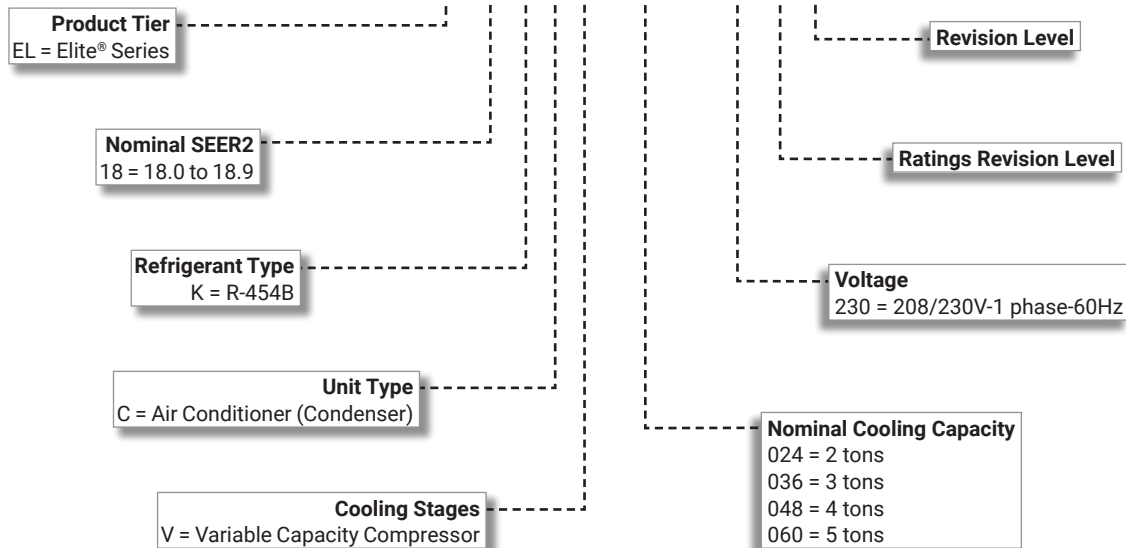 Product Tier
EL = Elite® Series
Revision Level
Nominal SEER2
18 = 18.0 to 18.9
Ratings Revision Level
Refrigerant Type
K = R-454B
Voltage
230 = 208/230V-1 phase-60Hz
Unit Type
C = Air Conditioner (Condenser)
Nominal Cooling Capacity
024 = 2 tons
036 = 3 tons
048 = 4 tons
060 = 5 tons
Cooling Stages
V = Variable Capacity Compressor